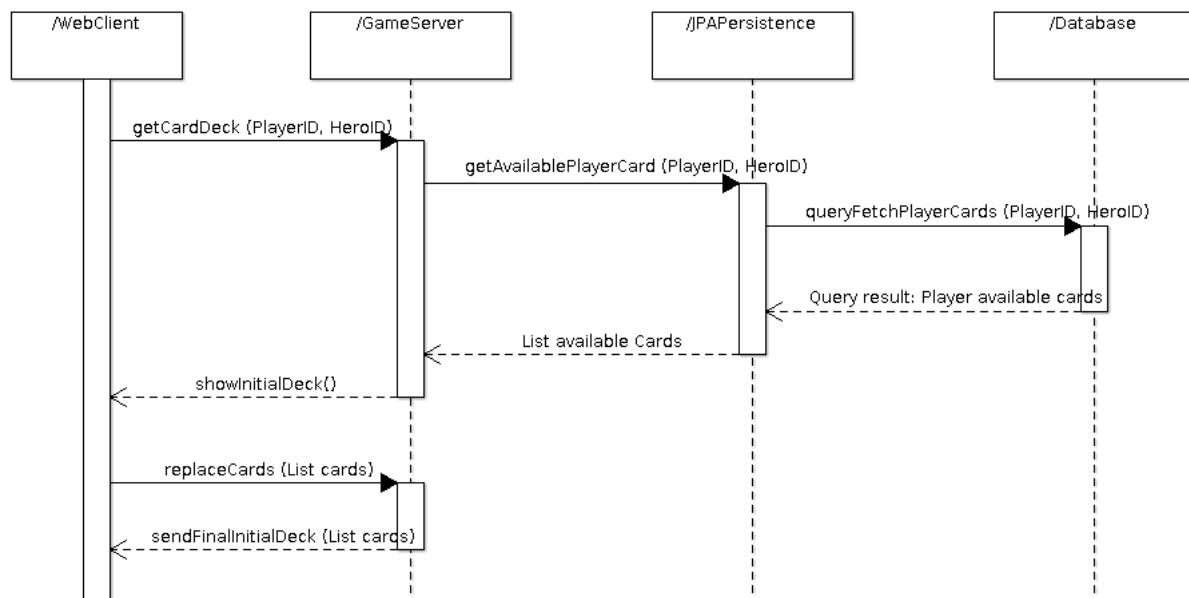 /WebClient
/GameServer
/JPAPersistence
/Database
getCardDeck (PlayerID, HeroID)
getAvailablePlayerCard (PlayerID, HeroID)
queryFetchPlayerCards (PlayerID, HeroID)
Query result: Player available cards
List available Cards
showInitialDeck()
replaceCards (List cards)
sendFinalInitialDeck (List cards)